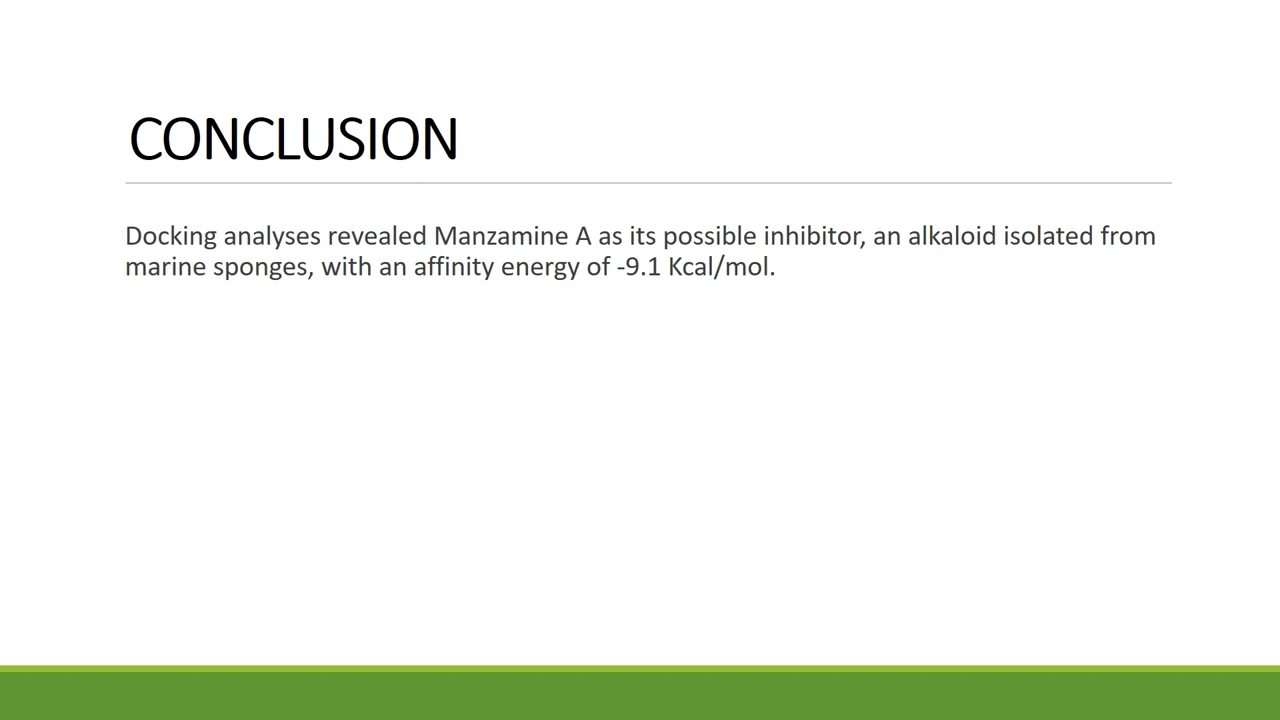 CONCLUSION
Docking analyses revealed Manzamine A as its possible inhibitor, an alkaloid isolated from
marine sponges, with an affinity energy of -9.1 Kcal/mol.